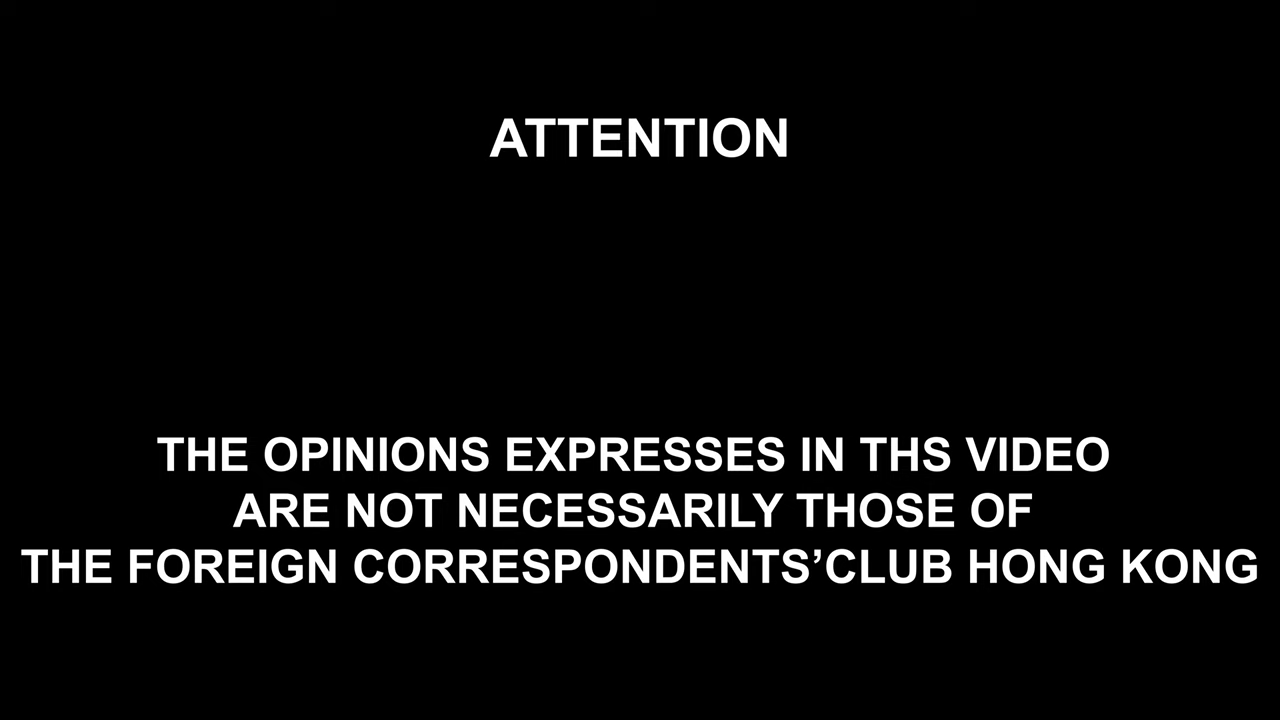 ATTENTION
THE OPINIONS EXPRESSES IN THS VIDEO
ARE NOT NECESSARILY THOSE OF
THE FOREIGN CORRESPONDENTS’CLUB HONG KONG